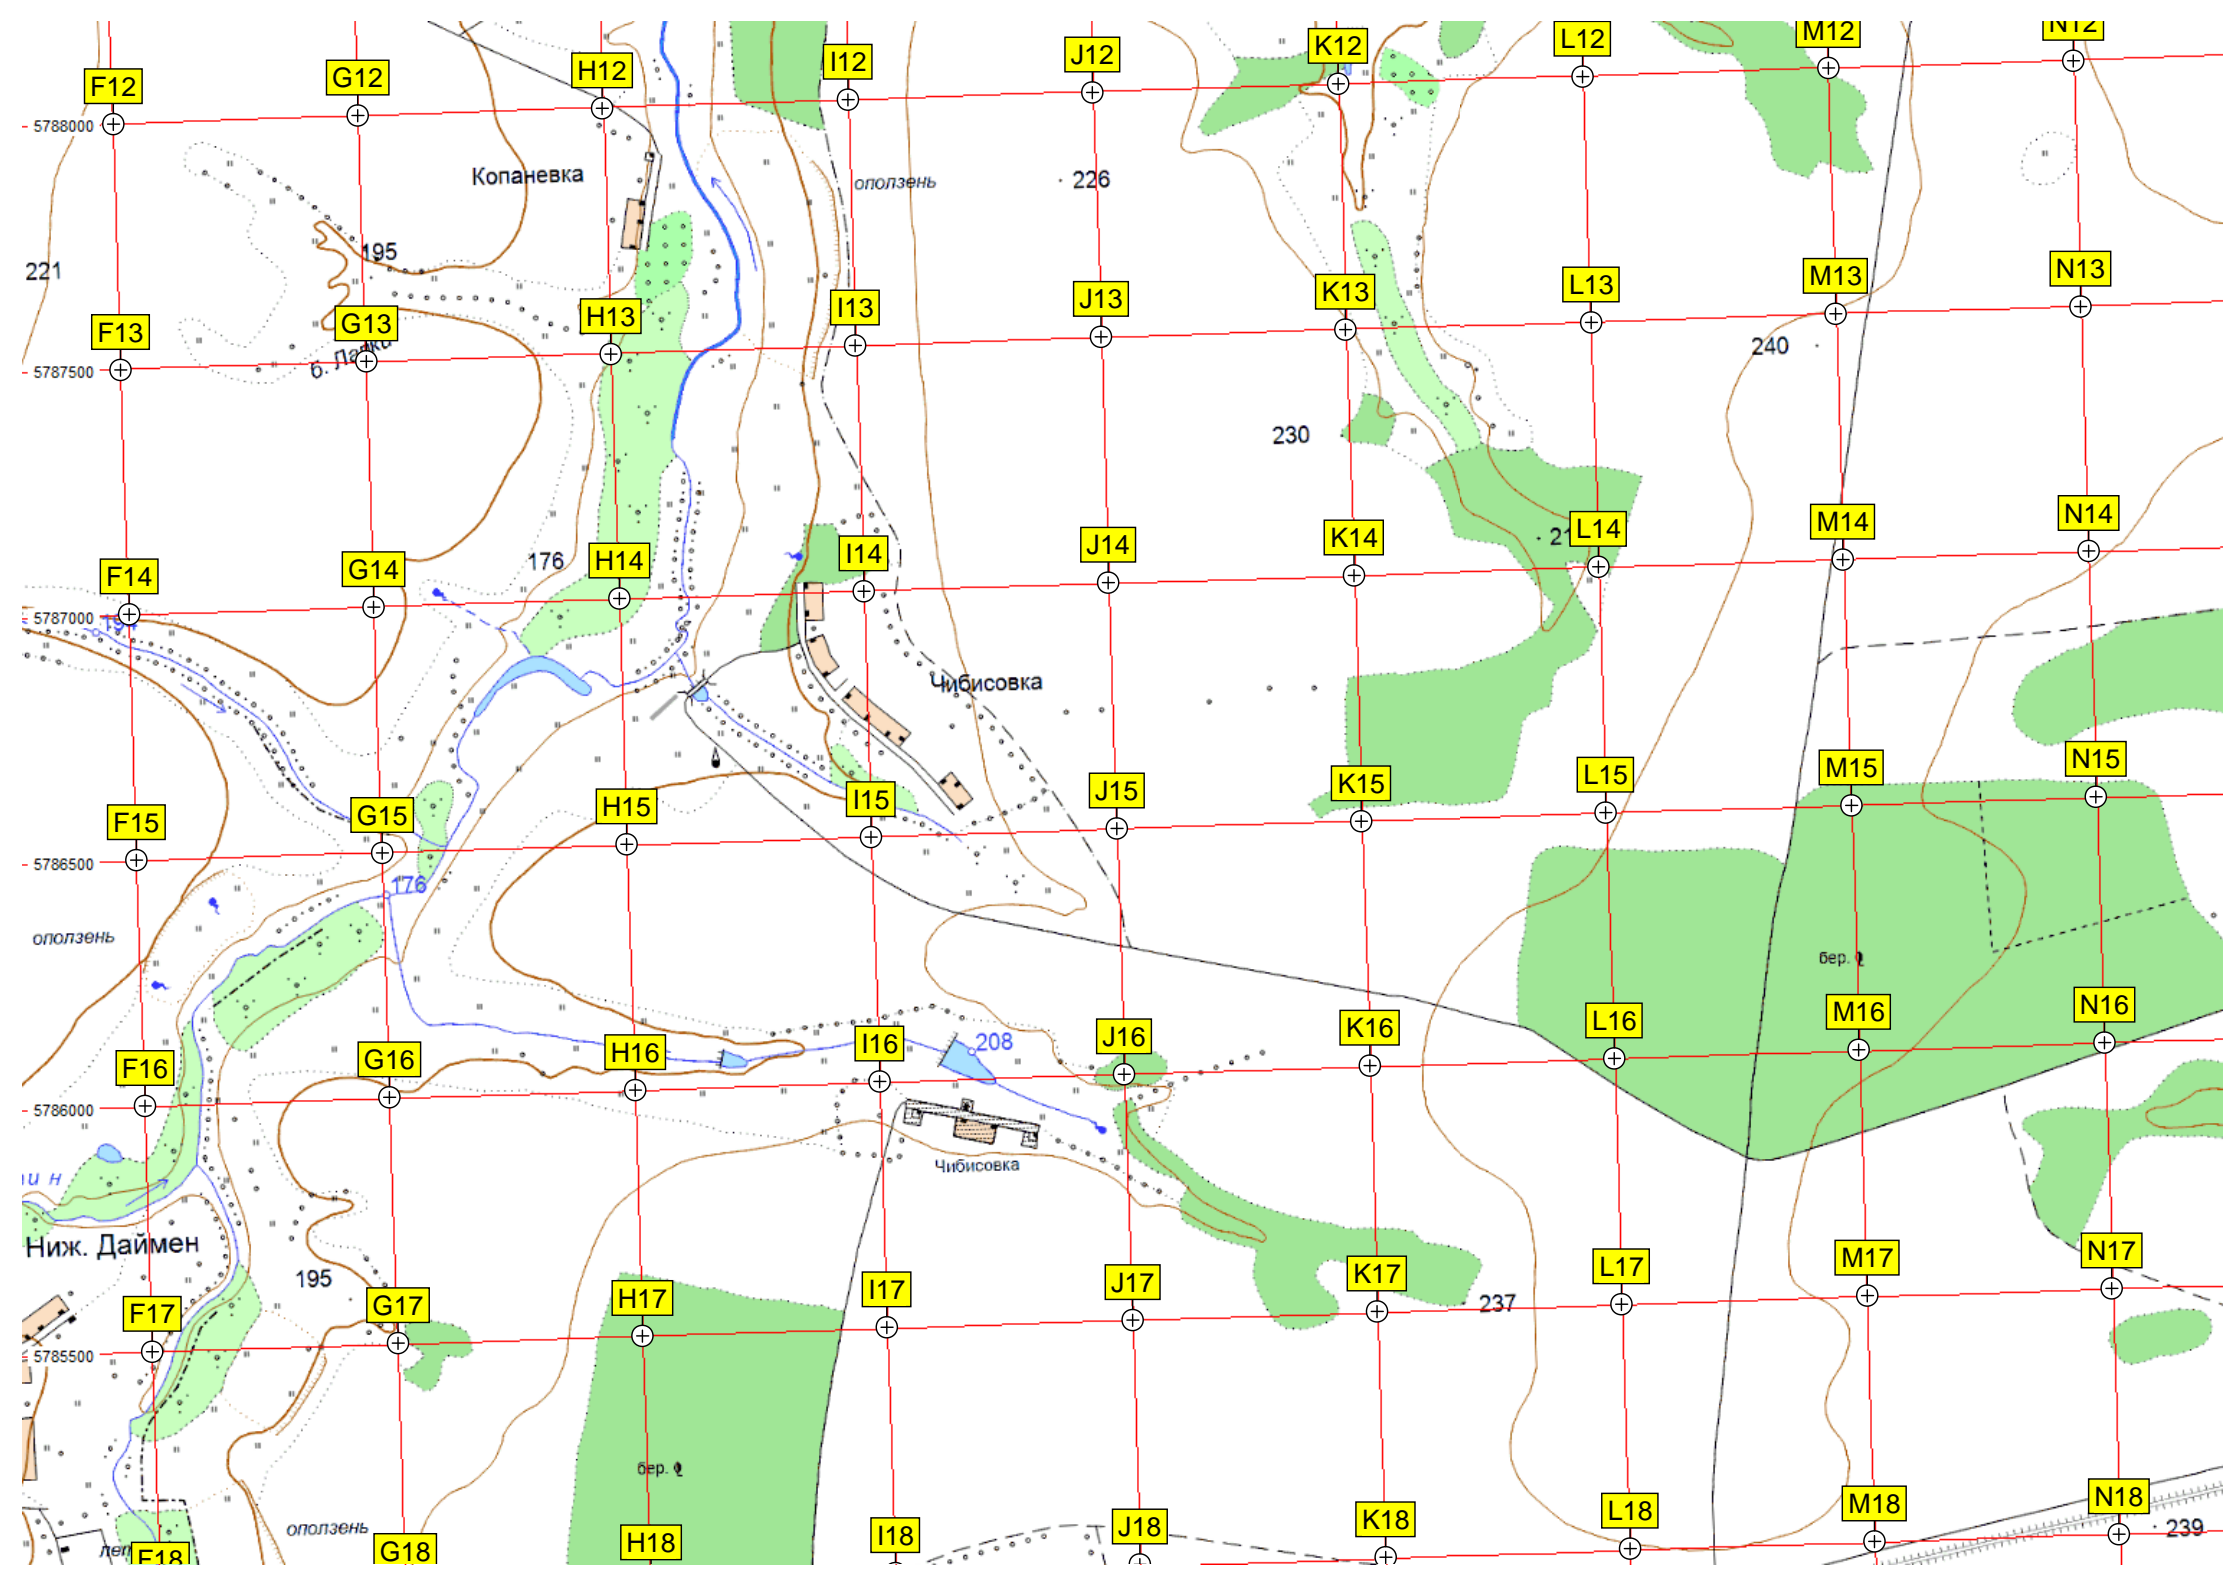 F12 G12 H12 I12 J12 K12 L12 M12 N12
5788000
Копаневка
оползень
226
195
221
F13 G13 H13 I13 J13 K13 L13 M13 N13
240
б. Лапки
5787500
230
176
F14 G14 H14 I14 J14 K14 L14 M14 N14
5787000
Чибисовка
F15 G15 H15 I15 J15 K15 L15 M15 N15
5786500
176
оползень
бер.
F16 G16 H16 I16 J16 K16 L16 M16 N16
208
5786000
Чибисовка
Ниж. Даймен
195
F17 G17 H17 I17 J17 K17 L17 M17 N17
237
5785500
бер.
оползень
F18 G18 H18 I18 J18 K18 L18 M18 N18
239